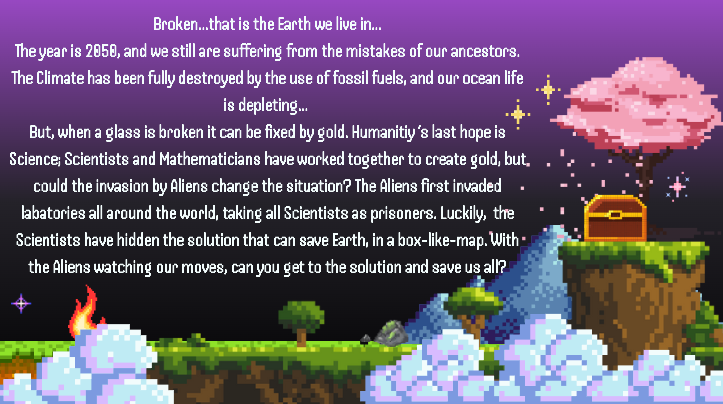 Broken...that is the Earth we live in...
The year is 2050, and we still are suffering from the mistakes of our ancestors.
The Climate has been fully destroyed by the use of fossil fuels, and our ocean life
is depleting...
But, when a glass is broken it can be fixed by gold. Humanitiy's last hope is
Science; Scientists and Mathematicians have worked together to create gold, but
could the invasion by Aliens change the situation? The Aliens first invaded
labatories all around the world, taking all Scientists as prisoners. Luckily, the
Scientists have hidden the solution that can save Earth, in a box-like-map. With
the Aliens watching our moves, can you get to the solution and save us all?